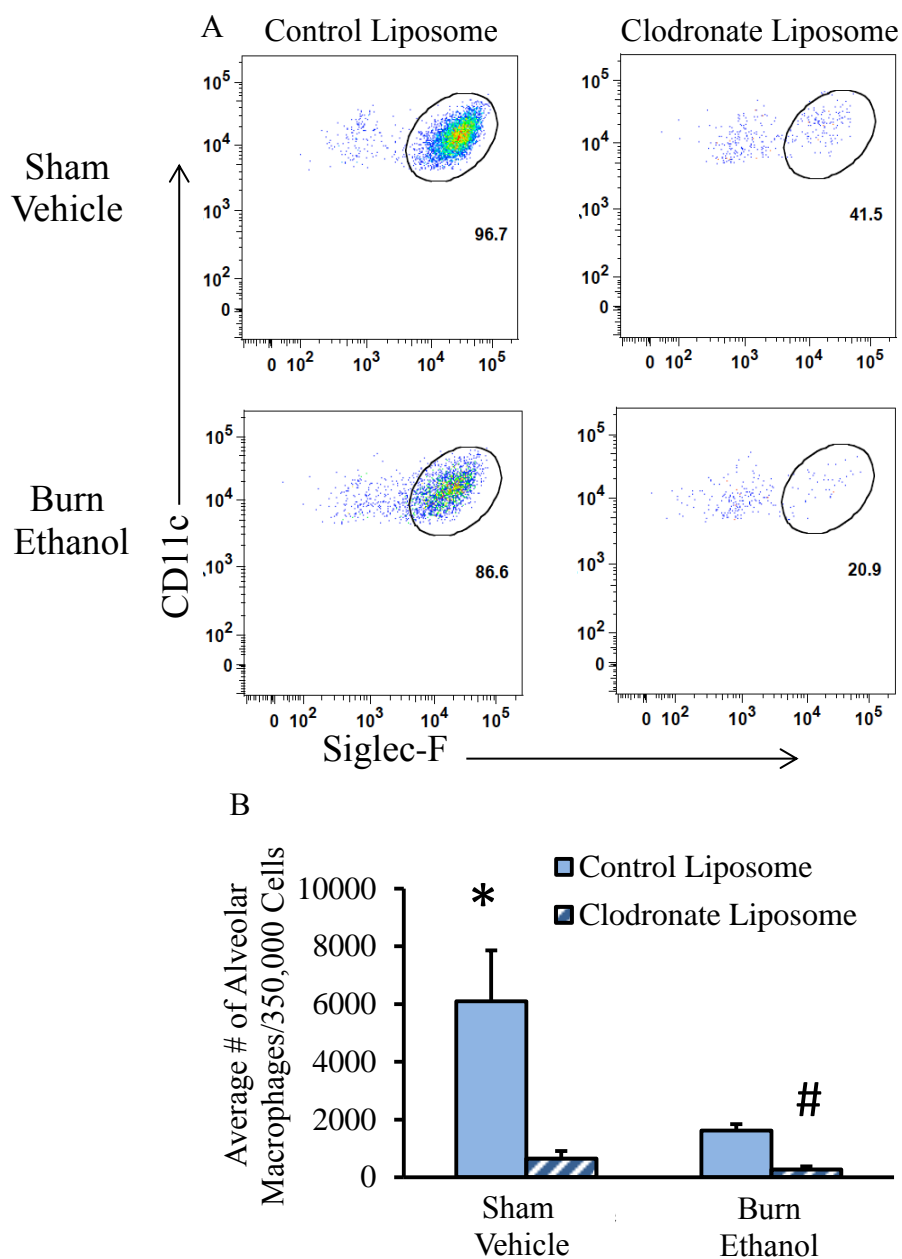 A
Control Liposome
Clodronate Liposome
Sham
Vehicle
10⁵
10⁴
10³
10²
0
96.7
0 10² 10³ 10⁴ 10⁵
10⁵
10⁴
10³
10²
0
41.5
0 10² 10³ 10⁴ 10⁵
Burn
Ethanol
CD11c
10⁵
10⁴
10³
10²
0
86.6
0 10² 10³ 10⁴ 10⁵
10⁵
10⁴
10³
10²
0
20.9
0 10² 10³ 10⁴ 10⁵
Siglec-F
B
Average # of Alveolar
Macrophages/350,000 Cells
10000
8000
6000
4000
2000
0
*
#
Control Liposome
Clodronate Liposome
Sham
Vehicle
Burn
Ethanol